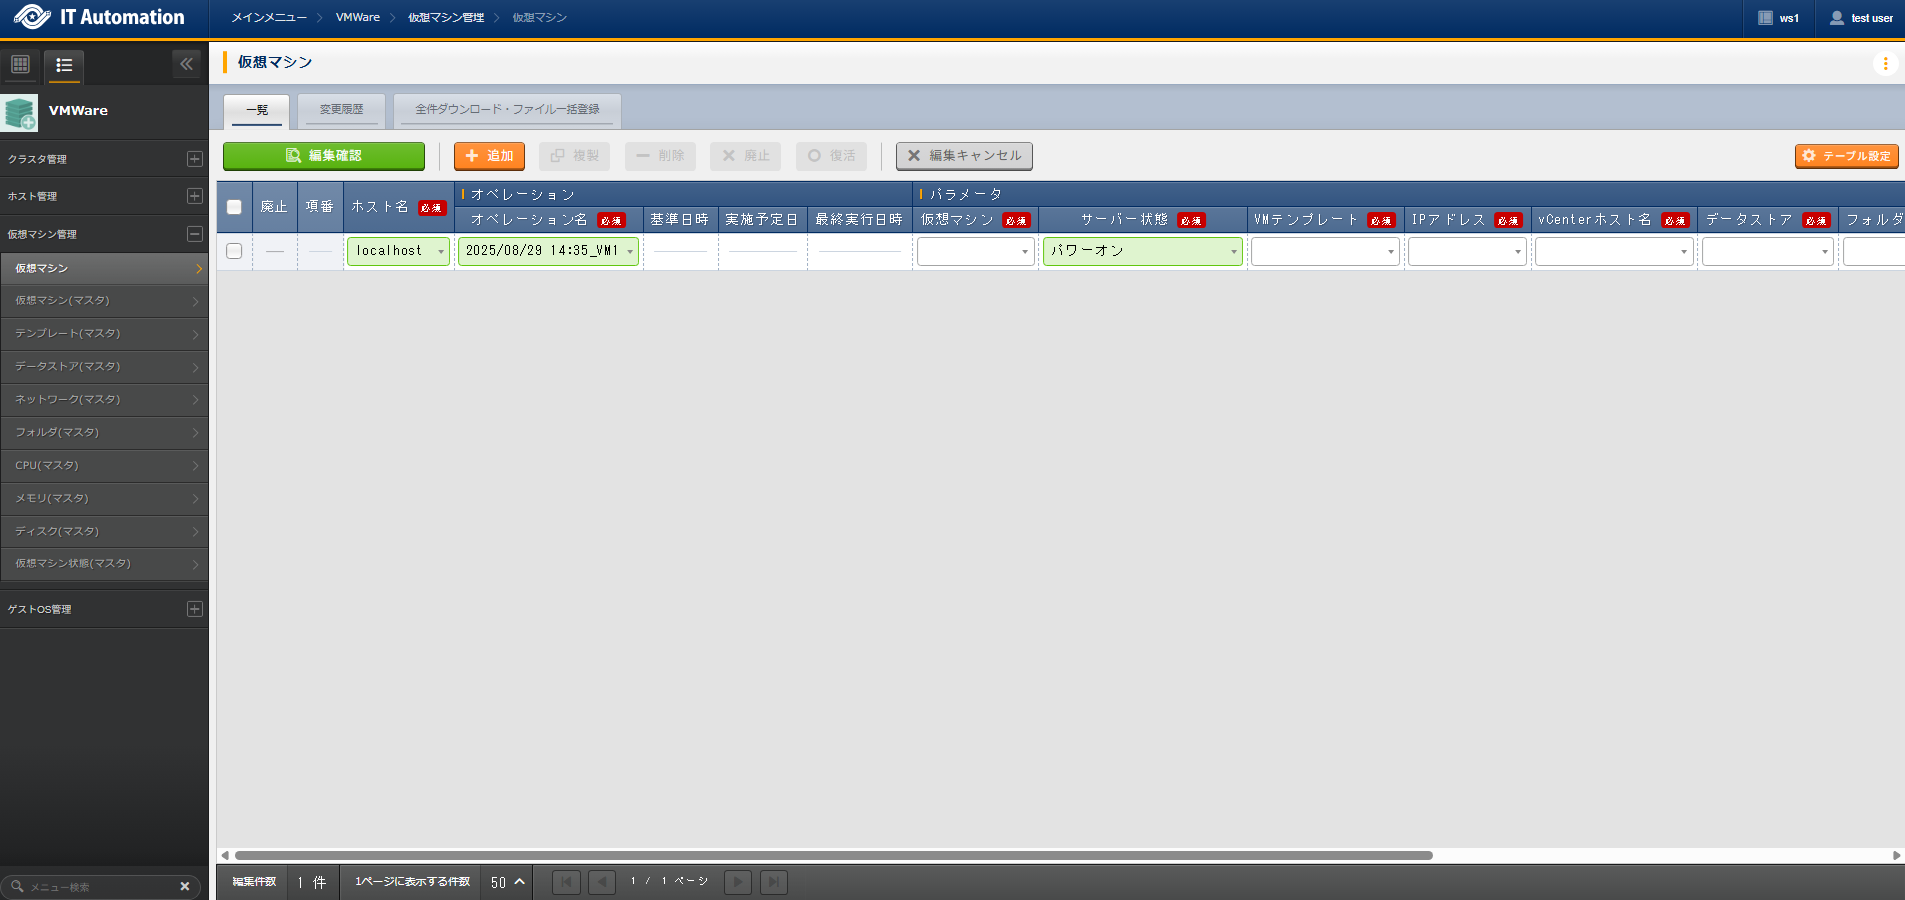 IT Automation
メインメニュー VMWare 仮想マシン管理 仮想マシン
ws1
test user
VMWare
クラスタ管理
ホスト管理
仮想マシン管理
仮想マシン
仮想マシン(マスタ)
テンプレート(マスタ)
データストア(マスタ)
ネットワーク(マスタ)
フォルダ(マスタ)
CPU(マスタ)
メモリ(マスタ)
ディスク(マスタ)
仮想マシン状態(マスタ)
ゲストOS管理
メニュー検索
仮想マシン
一覧 変更履歴 全件ダウンロード・ファイル一括登録
編集確認 追加 複製 削除 廃止 復活 編集キャンセル テーブル設定
オペレーション パラメータ
廃止 項番 ホスト名 必須
オペレーション名 必須 基準日時 実施予定日 最終実行日時 仮想マシン 必須 サーバー状態 必須 VMテンプレート 必須 IPアドレス 必須 vCenterホスト名 必須 データストア 必須 フォルダ
localhost 2025/08/29 14:35_VM1 パワーオン
編集件数 1 件 1ページに表示する件数 50 1 / 1 ページ